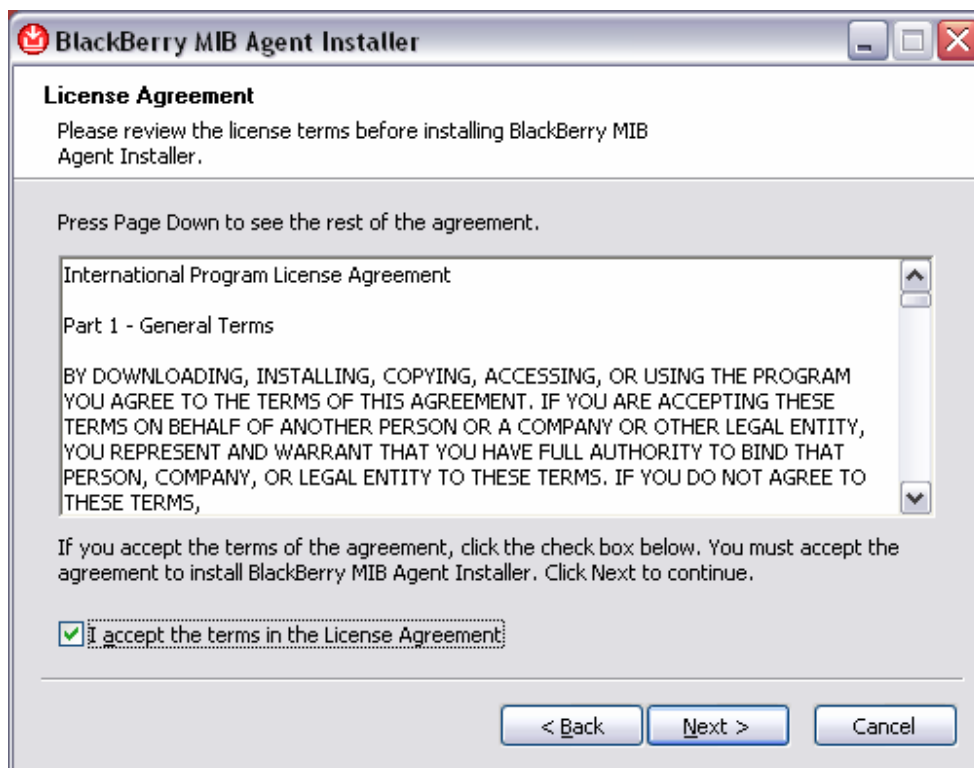 BlackBerry MIB Agent Installer
License Agreement
Please review the license terms before installing BlackBerry MIB
Agent Installer.
Press Page Down to see the rest of the agreement.
International Program License Agreement
Part 1 - General Terms
BY DOWNLOADING, INSTALLING, COPYING, ACCESSING, OR USING THE PROGRAM
YOU AGREE TO THE TERMS OF THIS AGREEMENT. IF YOU ARE ACCEPTING THESE
TERMS ON BEHALF OF ANOTHER PERSON OR A COMPANY OR OTHER LEGAL ENTITY,
YOU REPRESENT AND WARRANT THAT YOU HAVE FULL AUTHORITY TO BIND THAT
PERSON, COMPANY, OR LEGAL ENTITY TO THESE TERMS. IF YOU DO NOT AGREE TO
THESE TERMS,
If you accept the terms of the agreement, click the check box below. You must accept the
agreement to install BlackBerry MIB Agent Installer. Click Next to continue.
I accept the terms in the License Agreement
< Back Next > Cancel